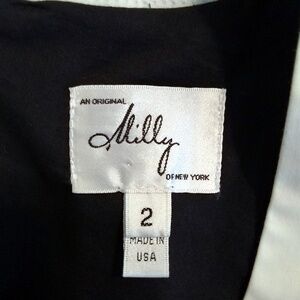 AN ORIGINAL
Milly
OF NEW YORK
2
MADE IN
USA